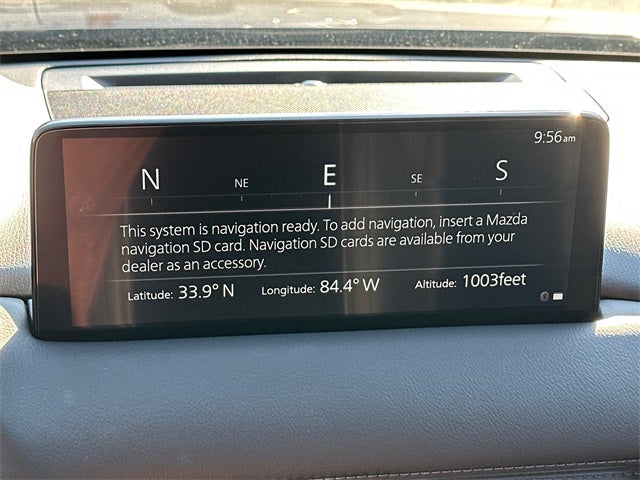 9:56am
N NE E SE S
This system is navigation ready. To add navigation, insert a Mazda
navigation SD card. Navigation SD cards are available from your
dealer as an accessory.
Latitude: 33.9° N Longitude: 84.4° W Altitude: 1003feet